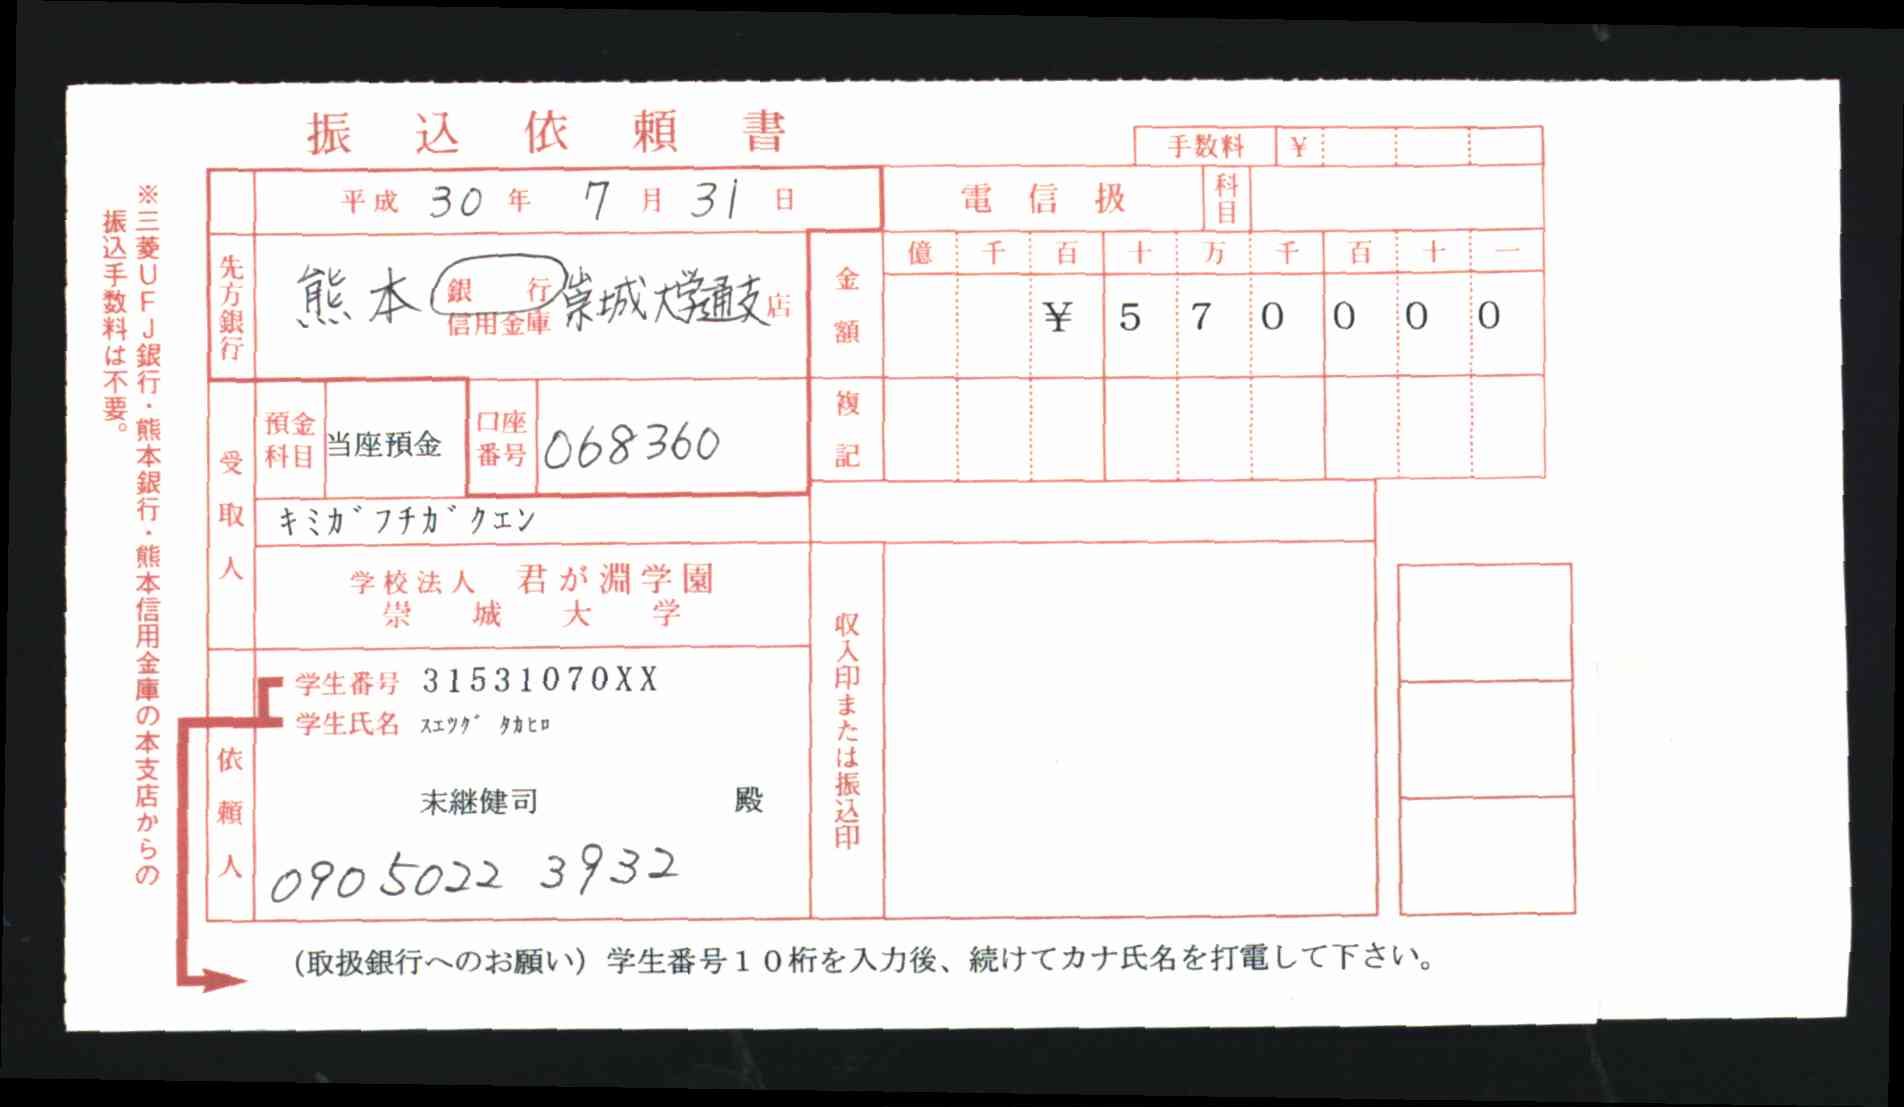 振込依頼書
手数料 ¥
平成 30 年 7 月 31 日
電信扱 科目
先方銀行 熊本 銀行 信用金庫 崇城大学通支店
金額 億 千 百 十 万 千 百 十 一
¥570000
複記
受取人 預金科目 当座預金 口座番号 068360
キミガフチガクエン
学校法人 君が淵学園
崇城大学
依頼人
学生番号 31531070XX
学生氏名 スエツグ タカヒロ
末継健司 殿
090 5022 3932
収入印または振込印
(取扱銀行へのお願い)学生番号10桁を入力後、続けてカナ氏名を打電して下さい。
※三菱UFJ銀行・熊本銀行・熊本信用金庫の本支店からの
振込手数料は不要。